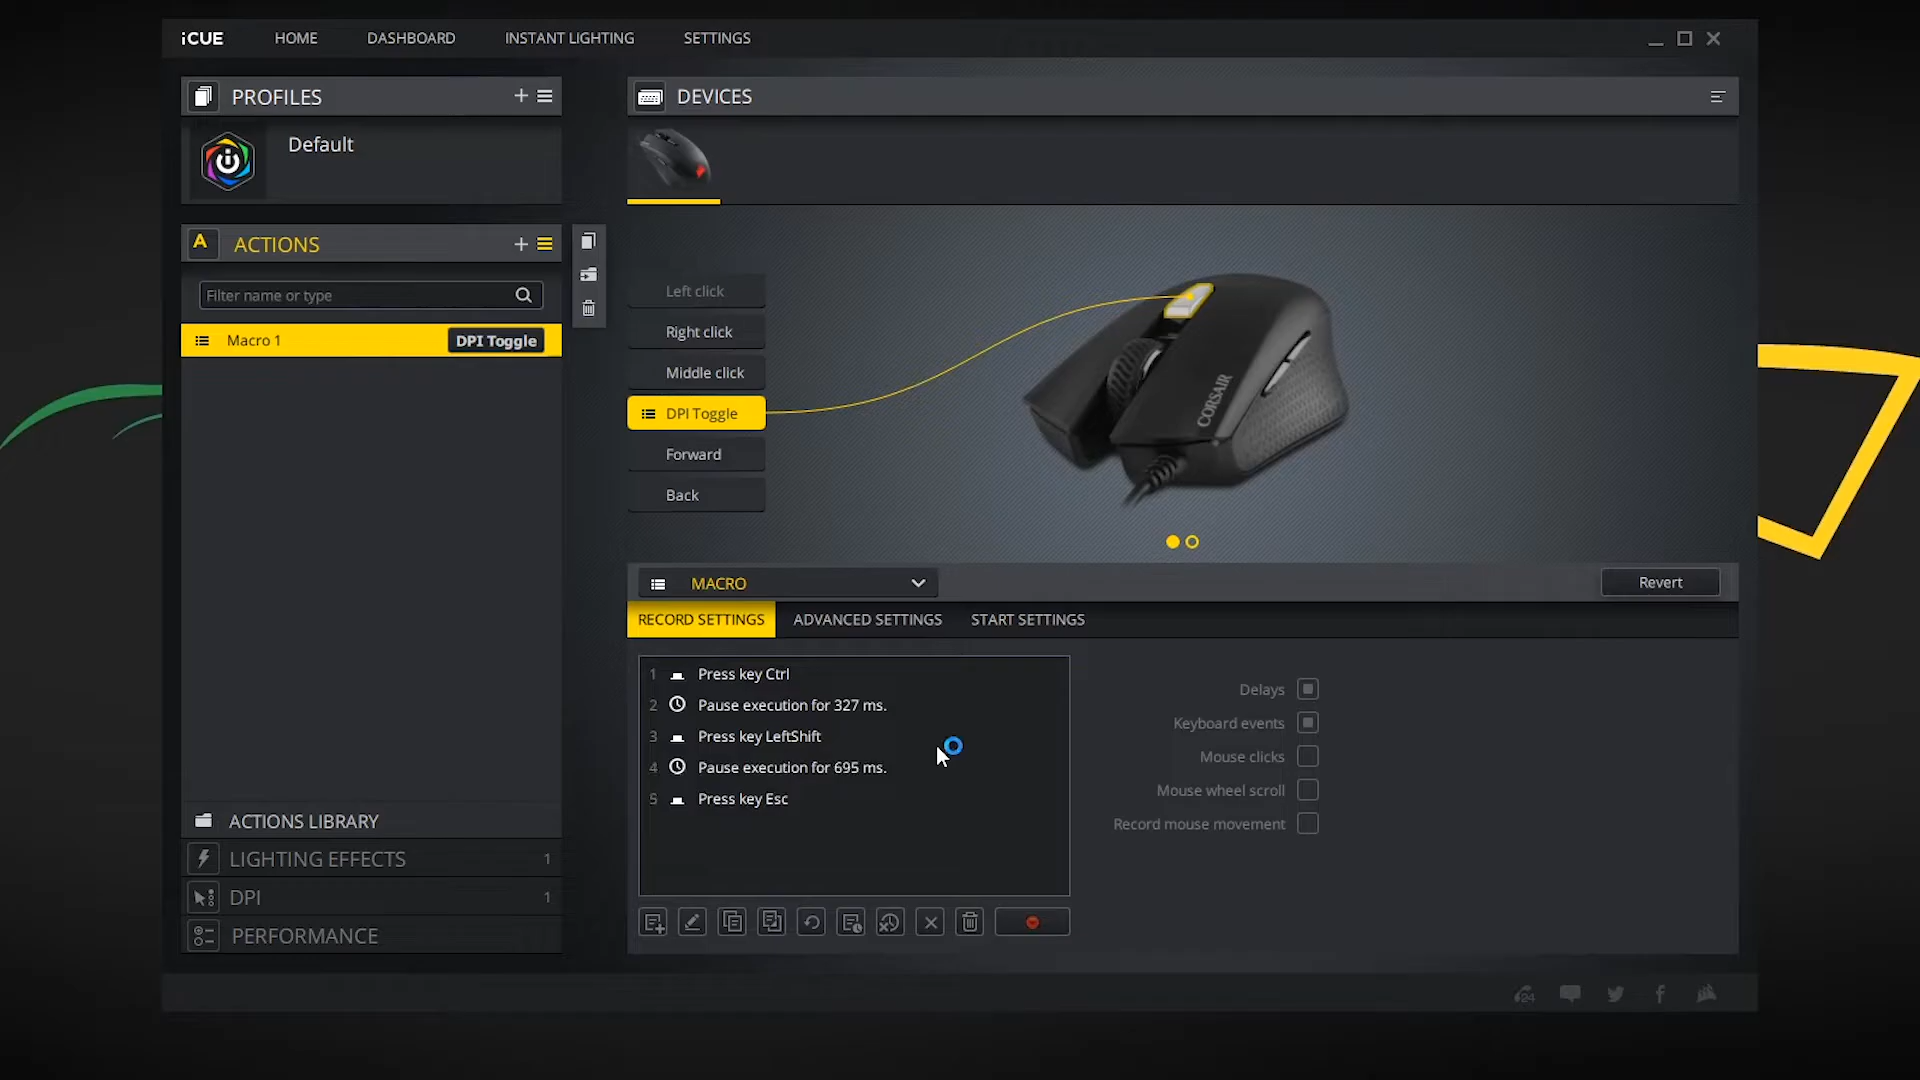 iCUE HOME DASHBOARD INSTANT LIGHTING SETTINGS
PROFILES
Default
A ACTIONS
Filter name or type
Macro 1 DPI Toggle
ACTIONS LIBRARY
LIGHTING EFFECTS 1
DPI 1
PERFORMANCE
DEVICES
Left click
Right click
Middle click
DPI Toggle
Forward
Back
CORSAIR
MACRO
Revert
RECORD SETTINGS ADVANCED SETTINGS START SETTINGS
1 Press key Ctrl
2 Pause execution for 327 ms.
3 Press key LeftShift
4 Pause execution for 695 ms.
5 Press key Esc
Delays
Keyboard events
Mouse clicks
Mouse wheel scroll
Record mouse movement
24